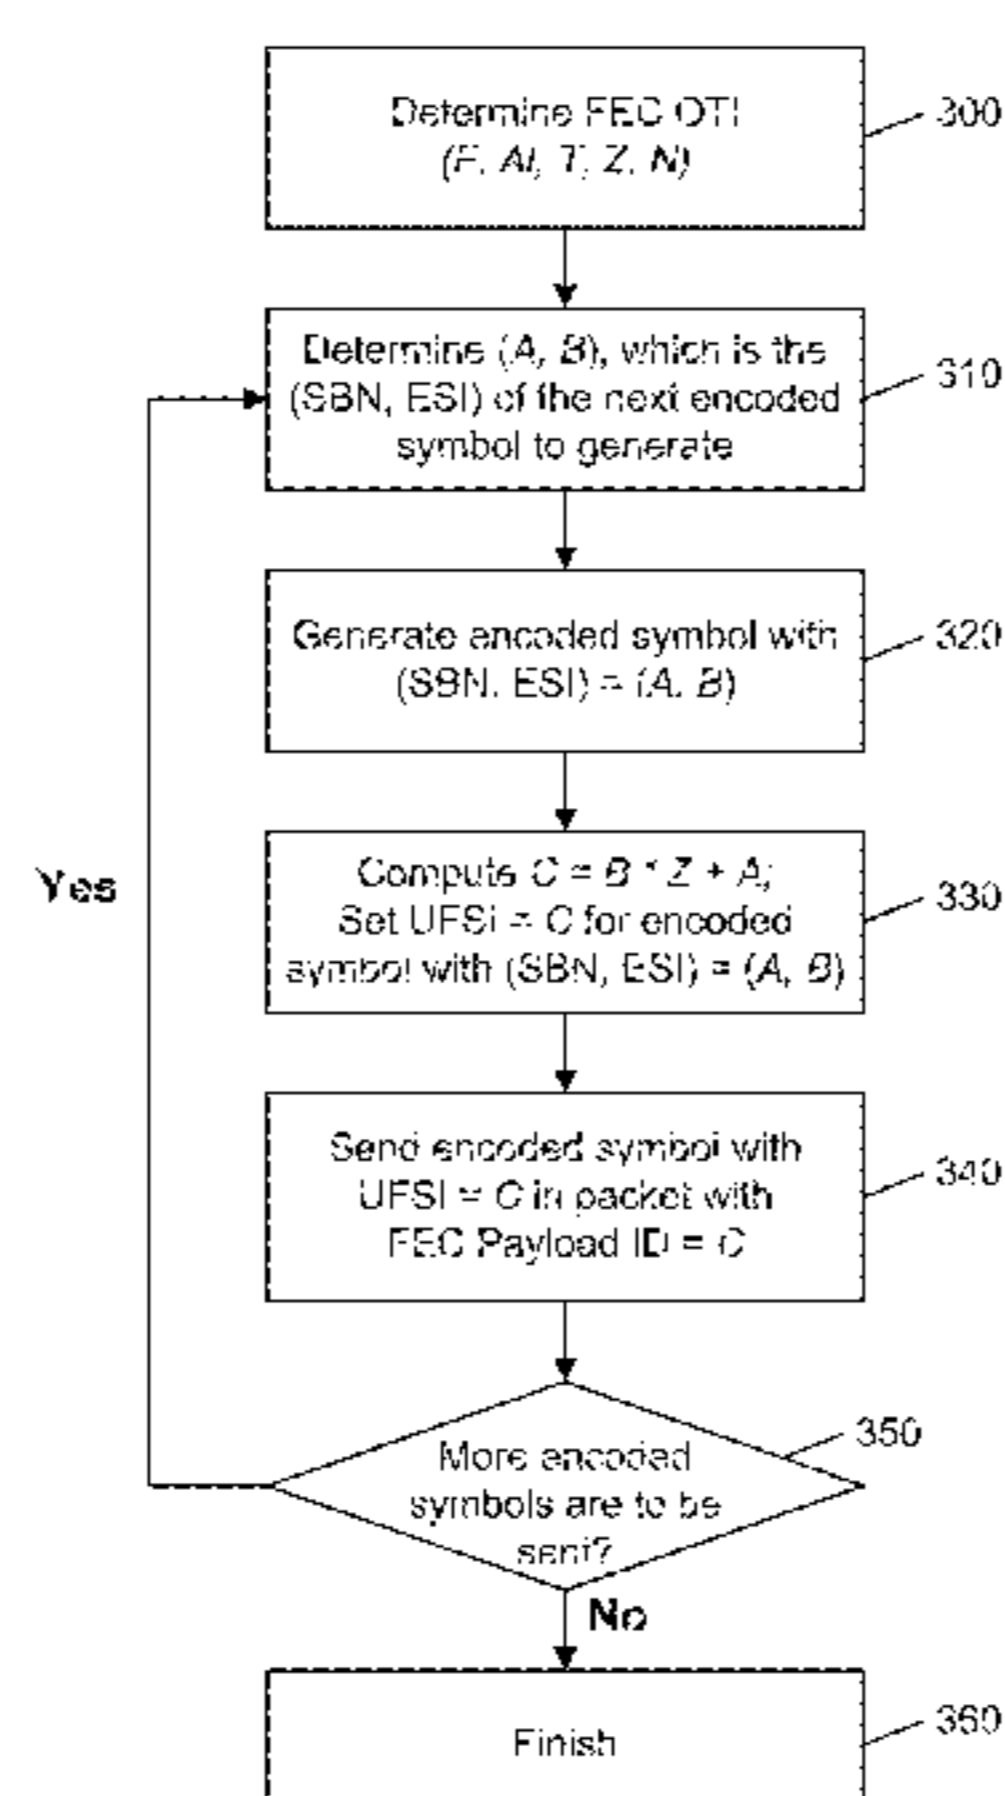 Determine FEC OTI
300
(F, Al, T, Z, N)
Determine (A, B), which is the
310
(SBN, ESI) of the next encoded
symbol to generate
Generate encoded symbol with
320
(SBN, ESI) = (A, B)
Compute C = B * Z + A;
330
Yes
Set UFSI = C for encoded
symbol with (SBN, ESI) = (A, B)
Send encoded symbol with
340
UFSI = C in packet with
FEC Payload ID = C
350
More encoded
symbols are to be
sent?
No
360
Finish